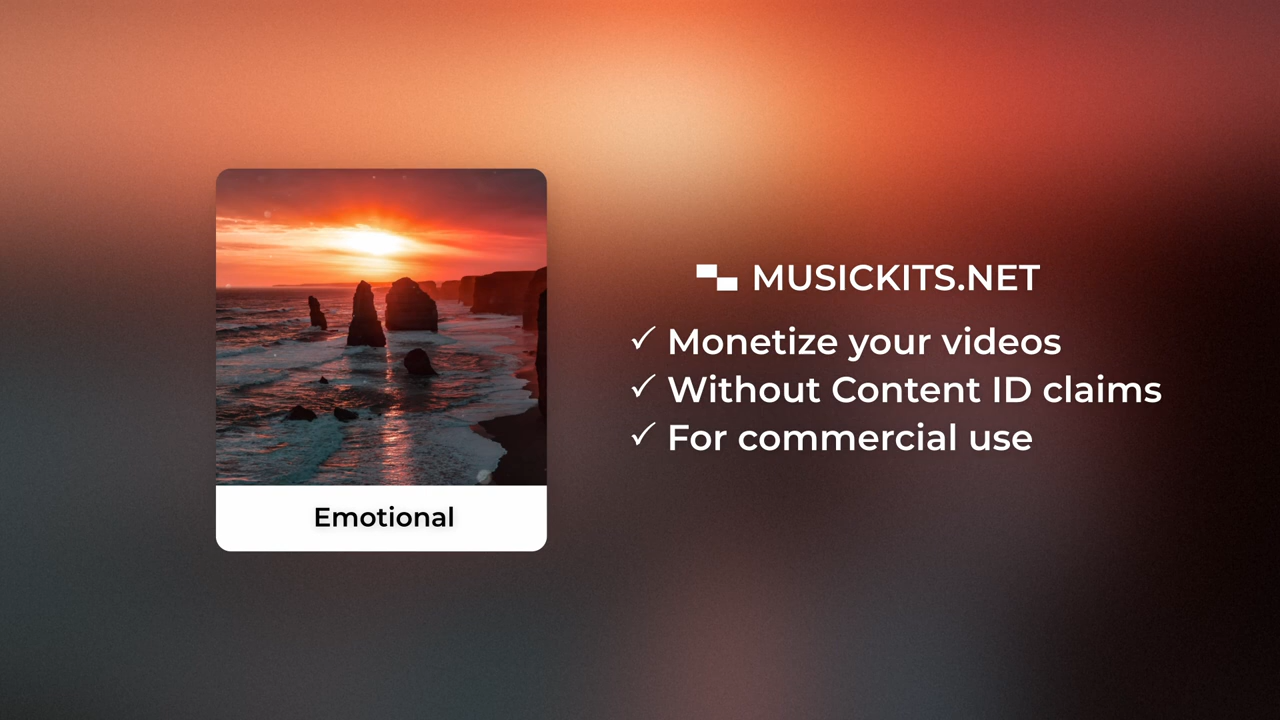 Emotional
MUSICKITS.NET
✓ Monetize your videos
✓ Without Content ID claims
✓ For commercial use